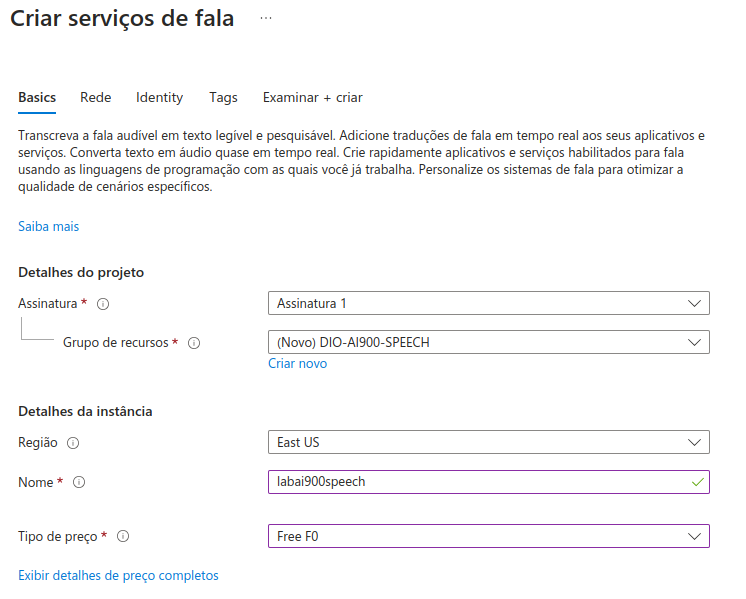 Criar serviços de fala ...
Basics Rede Identity Tags Examinar + criar
Transcreva a fala audível em texto legível e pesquisável. Adicione traduções de fala em tempo real aos seus aplicativos e
serviços. Converta texto em áudio quase em tempo real. Crie rapidamente aplicativos e serviços habilitados para fala
usando as linguagens de programação com as quais você já trabalha. Personalize os sistemas de fala para otimizar a
qualidade de cenários específicos.
Saiba mais
Detalhes do projeto
Assinatura * Assinatura 1
Grupo de recursos * (Novo) DIO-AI900-SPEECH
Criar novo
Detalhes da instância
Região East US
Nome * labai900speech
Tipo de preço * Free F0
Exibir detalhes de preço completos